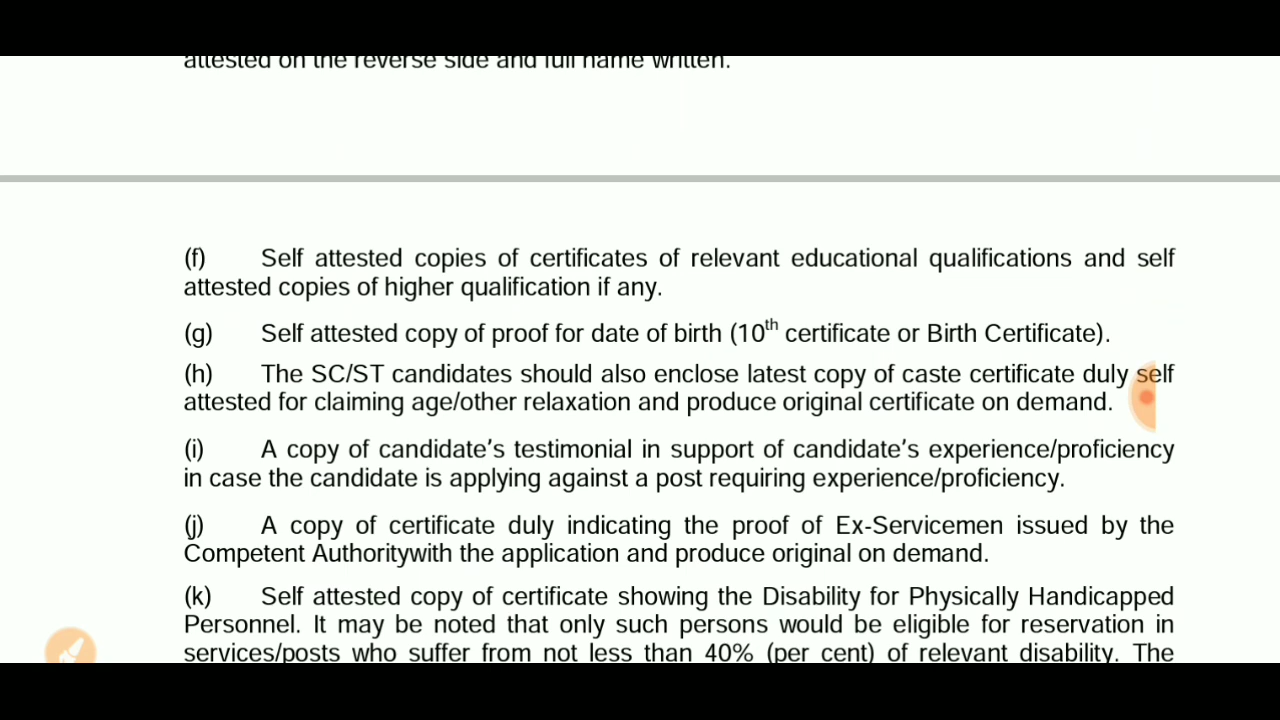 attested on the reverse side and full name written.
(f) Self attested copies of certificates of relevant educational qualifications and self
attested copies of higher qualification if any.
(g) Self attested copy of proof for date of birth (10th certificate or Birth Certificate).
(h) The SC/ST candidates should also enclose latest copy of caste certificate duly self
attested for claiming age/other relaxation and produce original certificate on demand.
(i) A copy of candidate's testimonial in support of candidate's experience/proficiency
in case the candidate is applying against a post requiring experience/proficiency.
(j) A copy of certificate duly indicating the proof of Ex-Servicemen issued by the
Competent Authoritywith the application and produce original on demand.
(k) Self attested copy of certificate showing the Disability for Physically Handicapped
Personnel. It may be noted that only such persons would be eligible for reservation in
services/posts who suffer from not less than 40% (per cent) of relevant disability. The